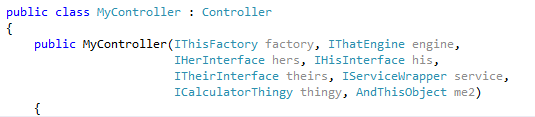 public class MyController : Controller
{
public MyController(IThisFactory factory, IThatEngine engine,
IHerInterface hers, IHisInterface his,
ITheirInterface theirs, IServiceWrapper service,
ICalculatorThingy thingy, AndThisObject me2)
{